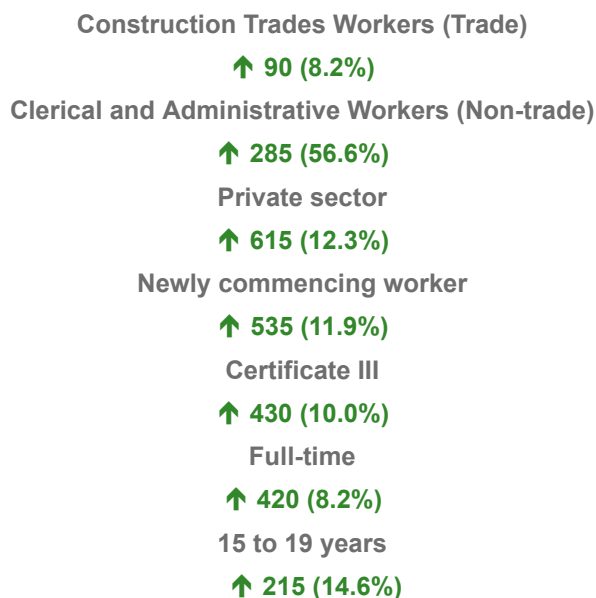 Construction Trades Workers (Trade)
↑ 90 (8.2%)
Clerical and Administrative Workers (Non-trade)
↑ 285 (56.6%)
Private sector
↑ 615 (12.3%)
Newly commencing worker
↑ 535 (11.9%)
Certificate III
↑ 430 (10.0%)
Full-time
↑ 420 (8.2%)
15 to 19 years
↑ 215 (14.6%)